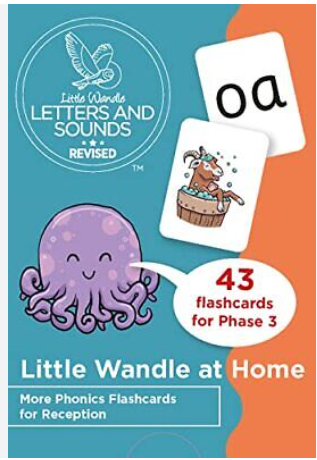 Little Wandle
LETTERS AND
SOUNDS
REVISED
TM
oa
43
flashcards
for Phase 3
Little Wandle at Home
More Phonics Flashcards
for Reception